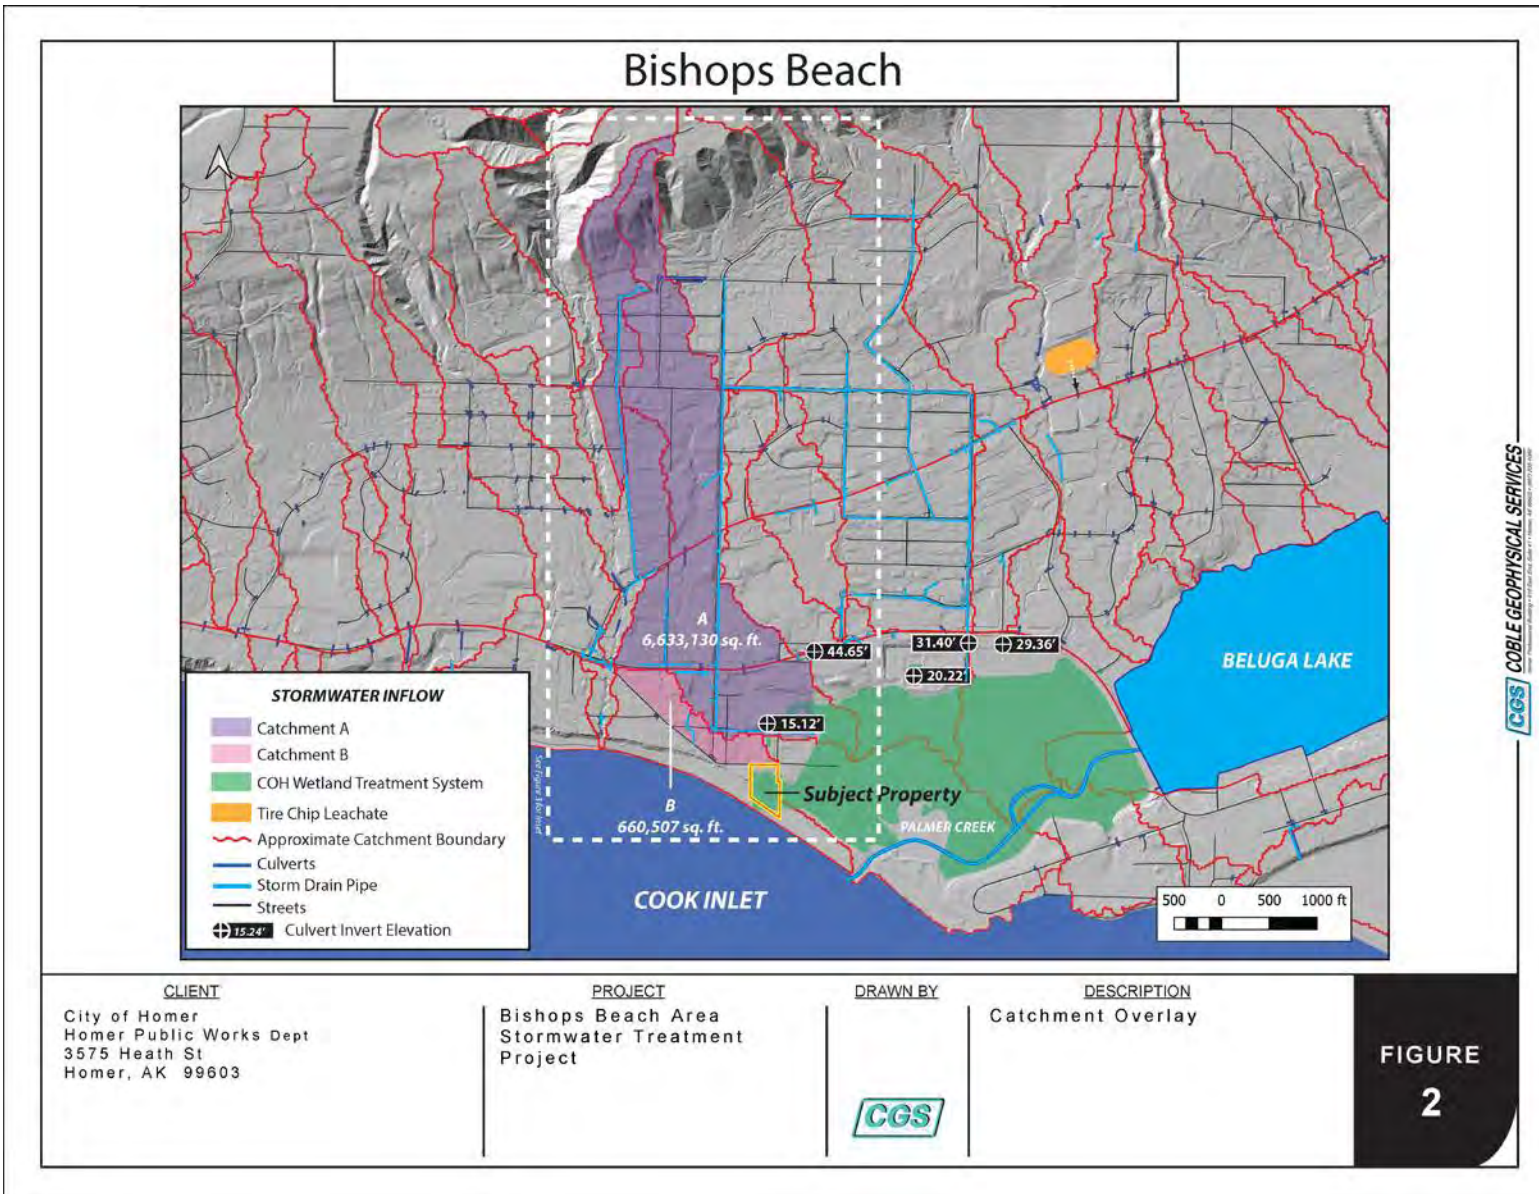 Bishops Beach
A
6,633,130 sq. ft.
44.65'
31.40'
29.36'
20.22'
15.12'
BELUGA LAKE
STORMWATER INFLOW
Catchment A
Catchment B
COH Wetland Treatment System
Tire Chip Leachate
Approximate Catchment Boundary
Culverts
Storm Drain Pipe
Streets
15.24' Culvert Invert Elevation
B
660,507 sq. ft.
Subject Property
PALMER CREEK
COOK INLET
500 0 500 1000 ft
COBLE GEOPHYSICAL SERVICES
CGS
CLIENT
City of Homer
Homer Public Works Dept
3575 Heath St
Homer, AK 99603
PROJECT
Bishops Beach Area
Stormwater Treatment
Project
DRAWN BY
CGS
DESCRIPTION
Catchment Overlay
FIGURE
2